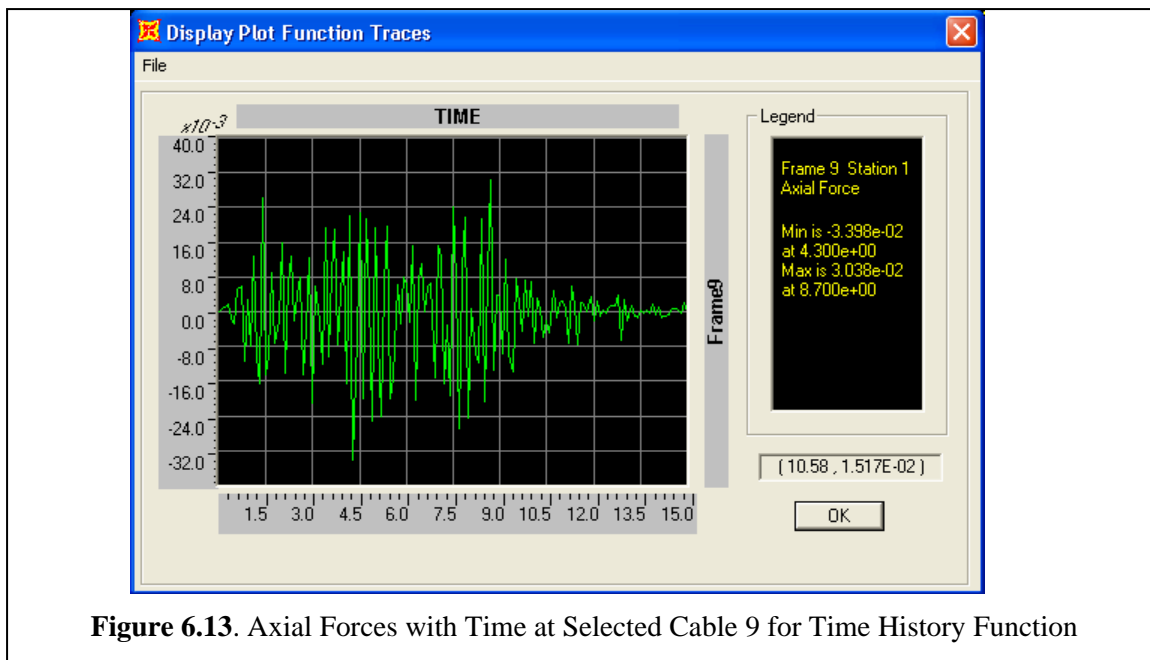 Display Plot Function Traces
File
TIME
x10-3
40.0
32.0
24.0
16.0
8.0
0.0
-8.0
-16.0
-24.0
-32.0
1.5 3.0 4.5 6.0 7.5 9.0 10.5 12.0 13.5 15.0
Frame9
Legend
Frame 9 Station 1
Axial Force
Min is -3.398e-02
at 4.300e+00
Max is 3.038e-02
at 8.700e+00
( 10.58 , 1.517E-02 )
OK
Figure 6.13. Axial Forces with Time at Selected Cable 9 for Time History Function